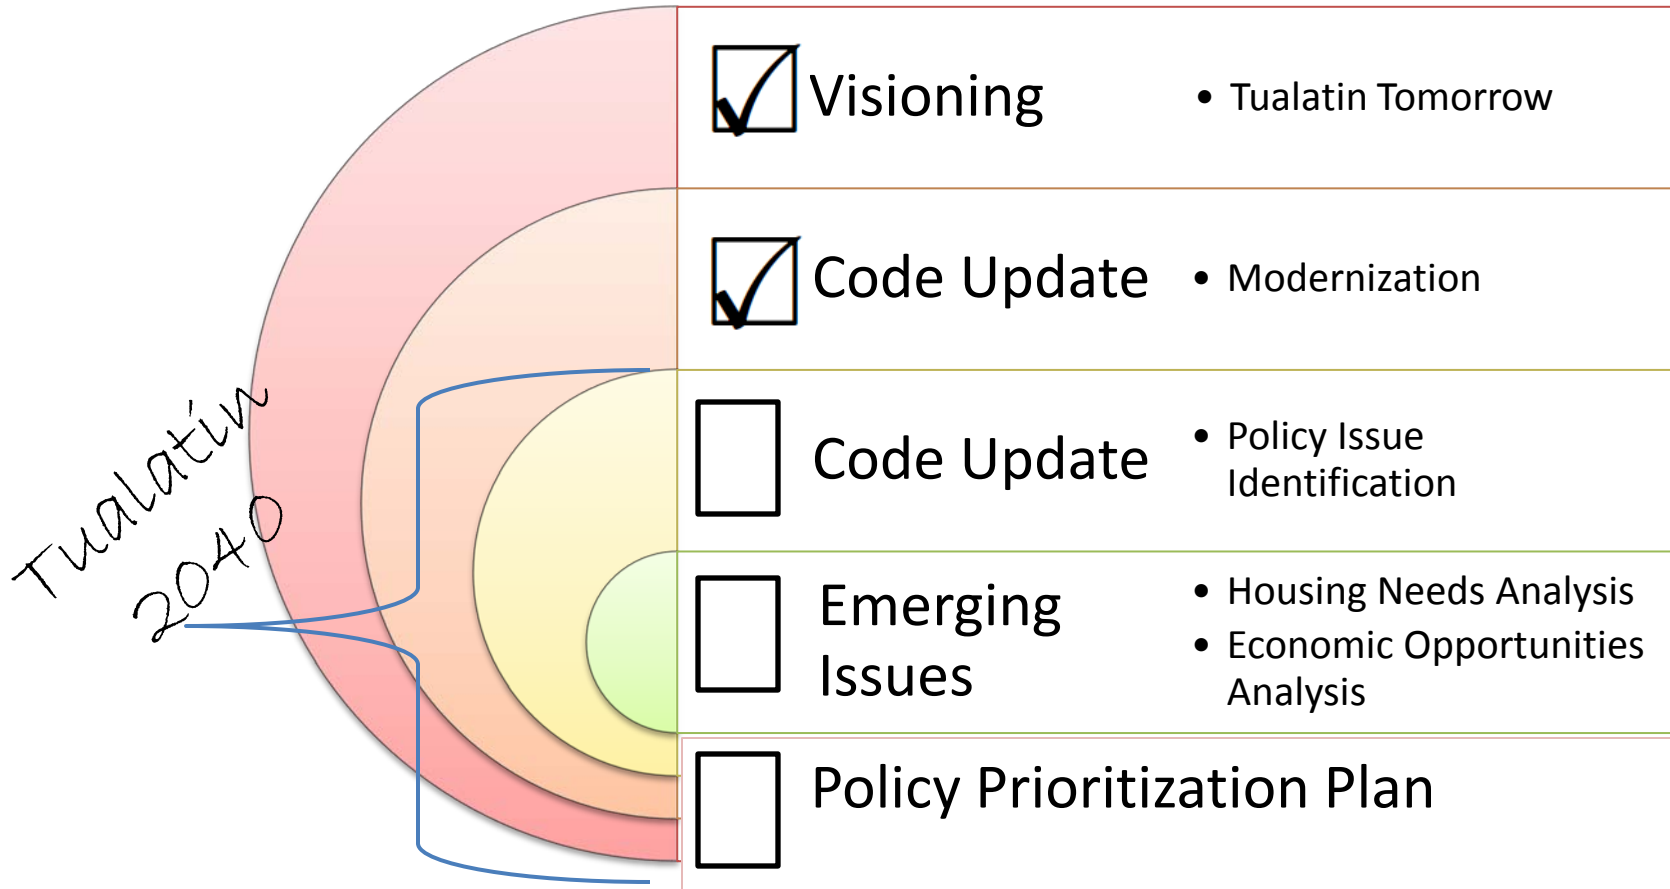 Visioning
• Tualatin Tomorrow
Code Update
• Modernization
Tualatin
2040
Code Update
• Policy Issue
Identification
Emerging
Issues
• Housing Needs Analysis
• Economic Opportunities
Analysis
Policy Prioritization Plan